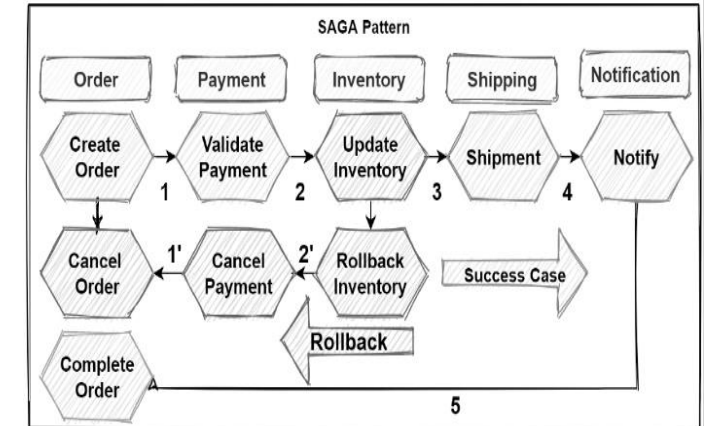 SAGA Pattern
Order
Payment
Inventory
Shipping
Notification
Create
Order
Validate
Payment
Update
Inventory
Shipment
Notify
1
2
3
4
Cancel
Order
1'
Cancel
Payment
2'
Rollback
Inventory
Success Case
Rollback
Complete
Order
5